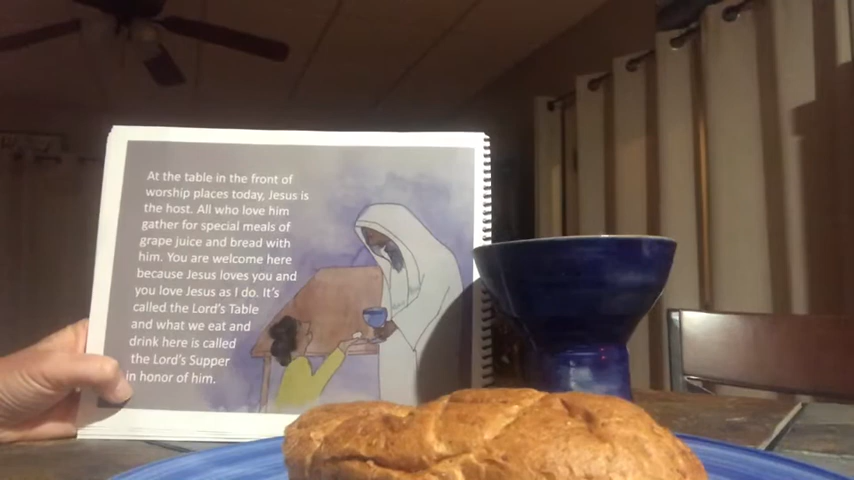 At the table in the front of
worship places today, Jesus is
the host. All who love him
gather for special meals of
grape juice and bread with
him. You are welcome here
because Jesus loves you and
you love Jesus as I do. It's
called the Lord's Table
and what we eat and
drink here is called
the Lord's Supper
in honor of him.